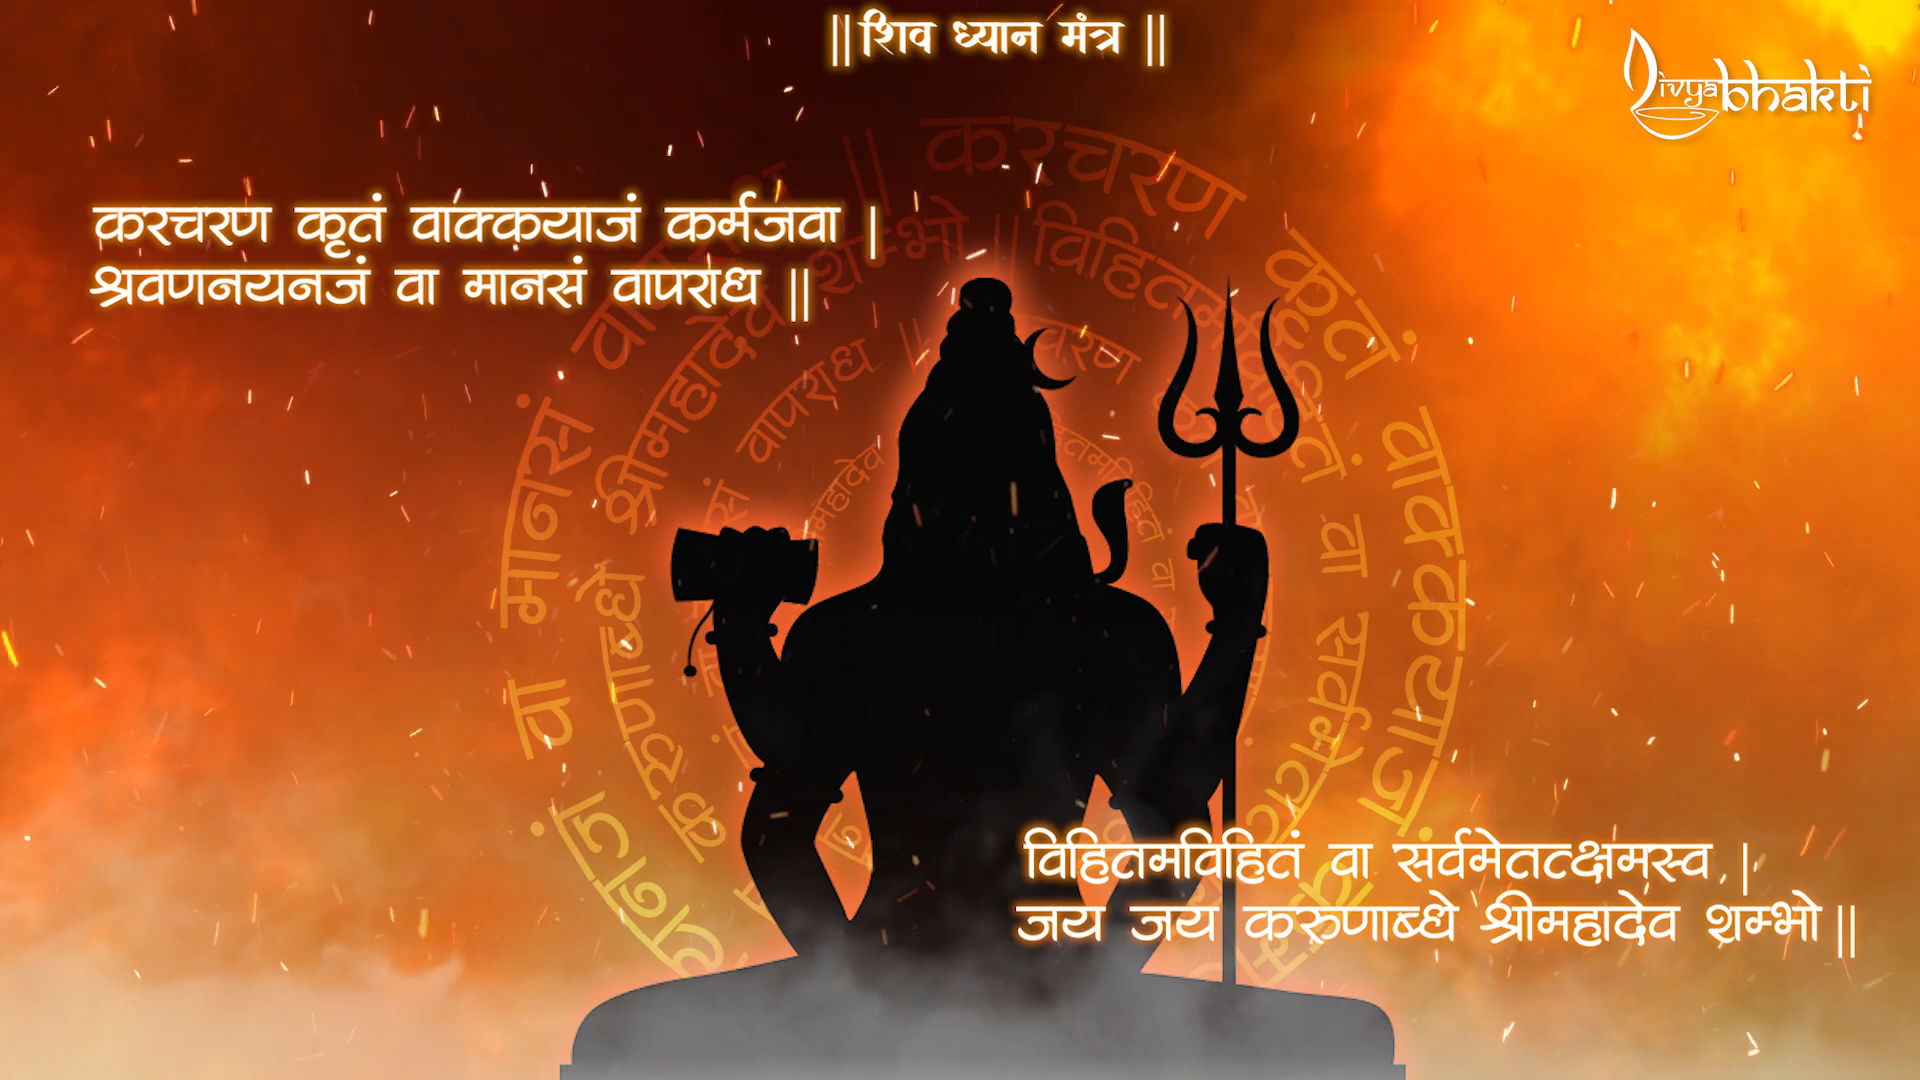 || शिव ध्यान मंत्र ||
Divyabhakti
करचरण कृतं वाक्कयाजं कर्मजवा |
श्रवणनयनजं वा मानसं वापराध ||
विहितमविहितं वा सर्वमेतत्क्षमस्व |
जय जय करुणाब्धे श्रीमहादेव शम्भो ||